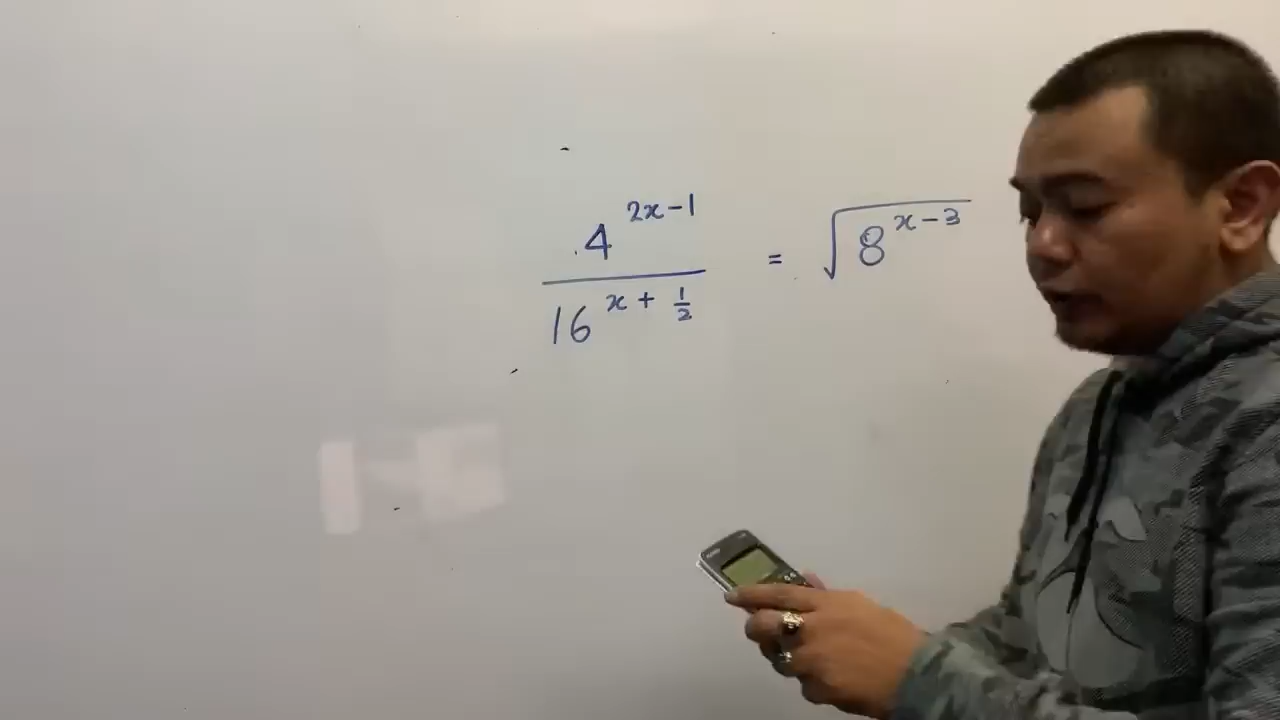 4^{2x-1} / 16^{x + 1/2} = √(8^{x-3})